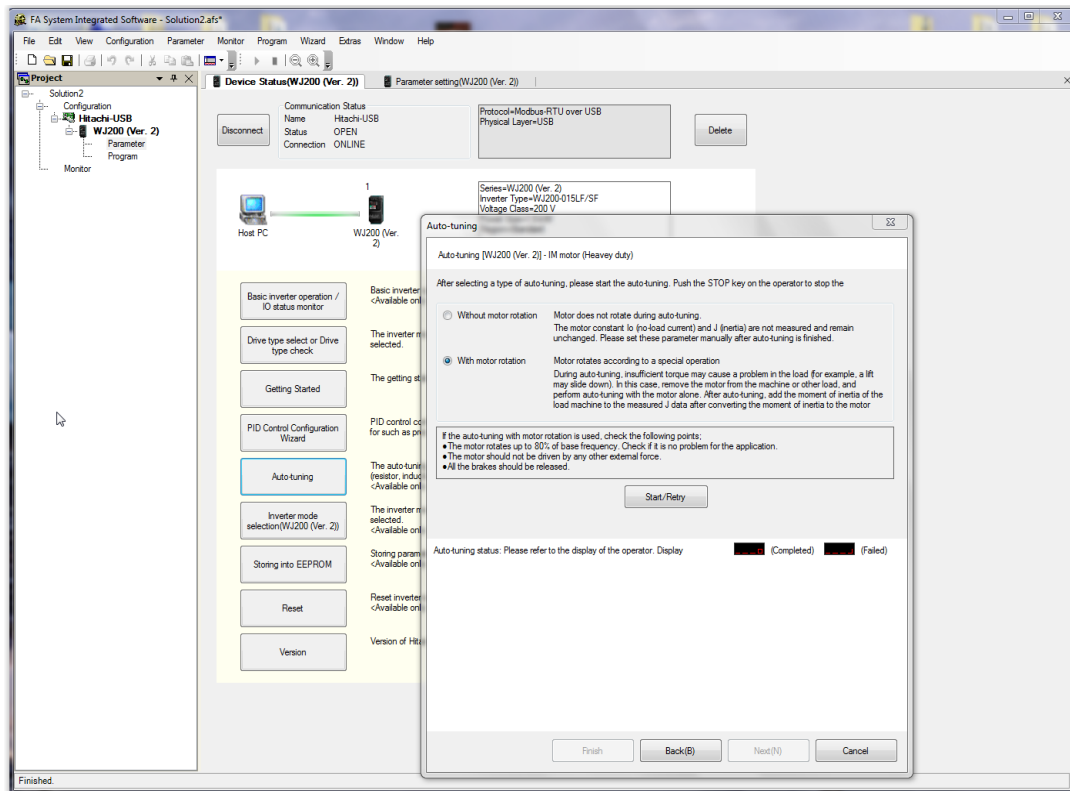 FA System Integrated Software - Solution2.afs*
File Edit View Configuration Parameter Monitor Program Wizard Extras Window Help
Project
Solution2
Configuration
Hitachi-USB
WJ200 (Ver. 2)
Parameter
Program
Monitor
Device Status(WJ200 (Ver. 2))
Parameter setting(WJ200 (Ver. 2))
Disconnect
Communication Status
Name Hitachi-USB
Status OPEN
Connection ONLINE
Protocol=Modbus-RTU over USB
Physical Layer=USB
Delete
Host PC
1
WJ200 (Ver.
2)
Series=WJ200 (Ver. 2)
Inverter Type=WJ200-015LF/SF
Voltage Class=200 V
Basic inverter operation /
IO status monitor
Basic inverter
<Available onl
Drive type select or Drive
type check
The inverter m
selected.
Getting Started
The getting st
PID Control Configuration
Wizard
PID control co
for such as pr
Auto-tuning
The auto-tunin
(resistor, induc
<Available onl
Inverter mode
selection(WJ200 (Ver. 2))
The inverter m
selected.
<Available onl
Storing into EEPROM
Storing param
<Available onl
Reset
Reset inverter
<Available onl
Version
Version of Hita
Auto-tuning
Auto-tuning [WJ200 (Ver. 2)] - IM motor (Heavey duty)
After selecting a type of auto-tuning, please start the auto-tuning. Push the STOP key on the operator to stop the
Without motor rotation
Motor does not rotate during auto-tuning.
The motor constant Io (no-load current) and J (inertia) are not measured and remain
unchanged. Please set these parameter manually after auto-tuning is finished.
With motor rotation
Motor rotates according to a special operation
During auto-tuning, insufficient torque may cause a problem in the load (for example, a lift
may slide down). In this case, remove the motor from the machine or other load, and
perform auto-tuning with the motor alone. After auto-tuning, add the moment of inertia of the
load machine to the measured J data after converting the moment of inertia to the motor
If the auto-tuning with motor rotation is used, check the following points;
●The motor rotates up to 80% of base frequency. Check if it is no problem for the application.
●The motor should not be driven by any other external force.
●All the brakes should be released.
Start/Retry
Auto-tuning status: Please refer to the display of the operator. Display (Completed) (Failed)
Finish
Back(B)
Next(N)
Cancel
Finished.